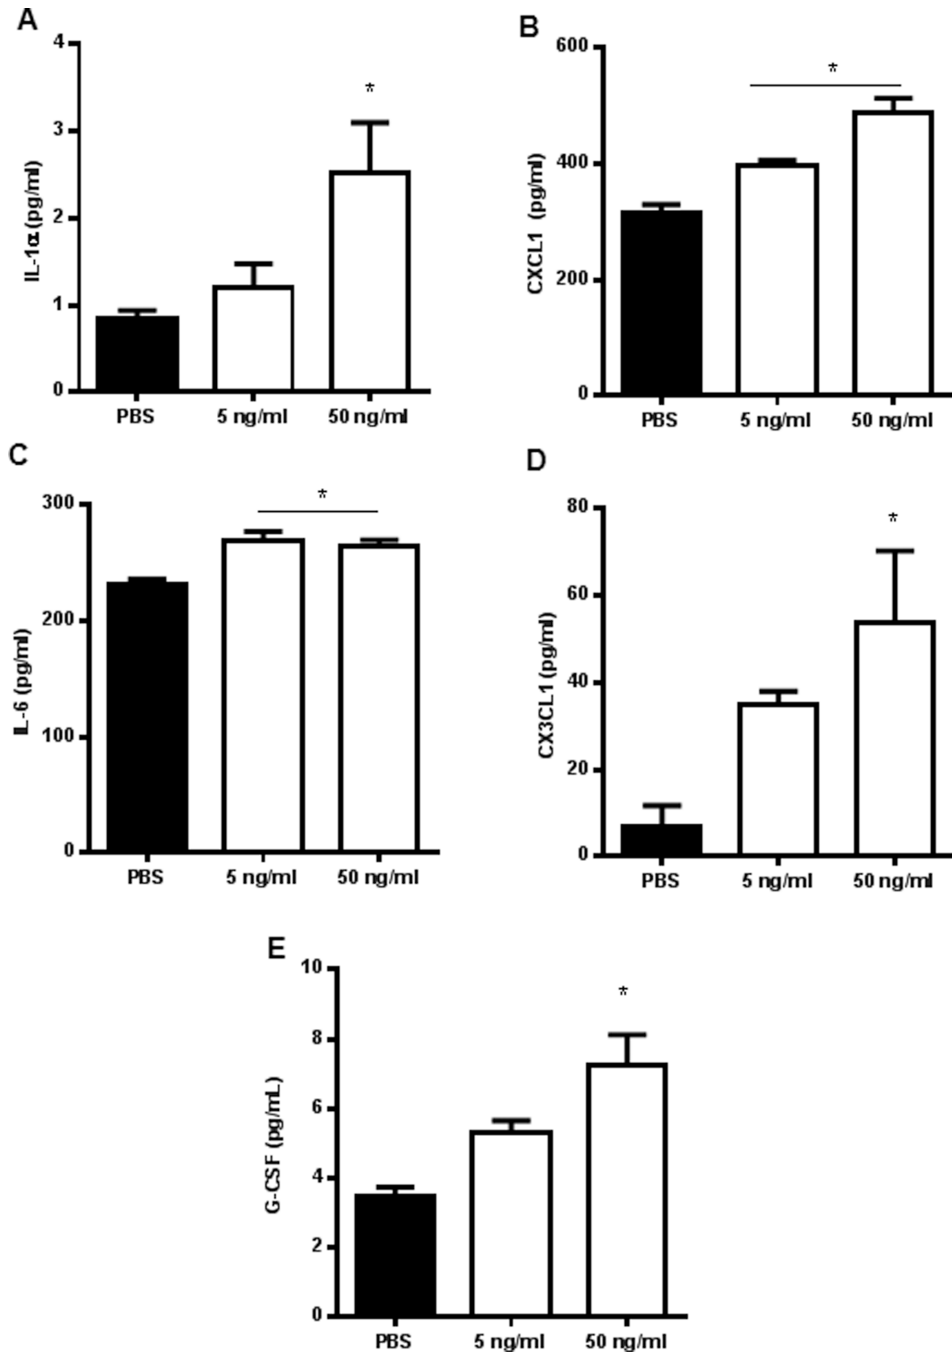 A
IL-1α (pg/ml)
4
3
2
1
0
*
PBS 5 ng/ml 50 ng/ml
B
CXCL1 (pg/ml)
600
400
200
0
*
PBS 5 ng/ml 50 ng/ml
C
IL-6 (pg/ml)
300
200
100
0
*
PBS 5 ng/ml 50 ng/ml
D
CX3CL1 (pg/ml)
80
60
40
20
0
*
PBS 5 ng/ml 50 ng/ml
E
G-CSF (pg/mL)
10
8
6
4
2
0
*
PBS 5 ng/ml 50 ng/ml